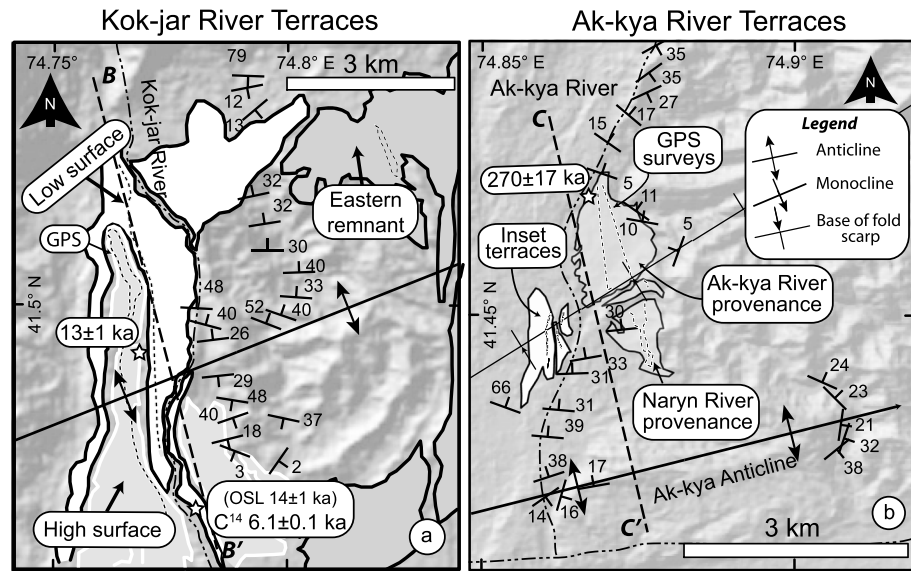 Kok-jar River Terraces
74.75°
79
74.8° E
3 km
B
N
Kok-jar River
12
13
Low surface
32
32
Eastern
remnant
GPS
30
40
33
48
52
40
40
26
41.5° N
13±1 ka
29
48
40
37
18
3
2
(OSL 14±1 ka)
C¹⁴ 6.1±0.1 ka
High surface
B′
a
Ak-kya River Terraces
74.85° E
74.9° E
35
35
27
17
N
Ak-kya River
C
15
GPS
surveys
Legend
Anticline
Monocline
Base of fold
scarp
270±17 ka
5
11
10
5
Inset
terraces
Ak-kya River
provenance
41.45° N
30
33
31
Naryn River
provenance
66
31
39
24
23
21
32
38
38
17
Ak-kya Anticline
14
16
C′
b
3 km